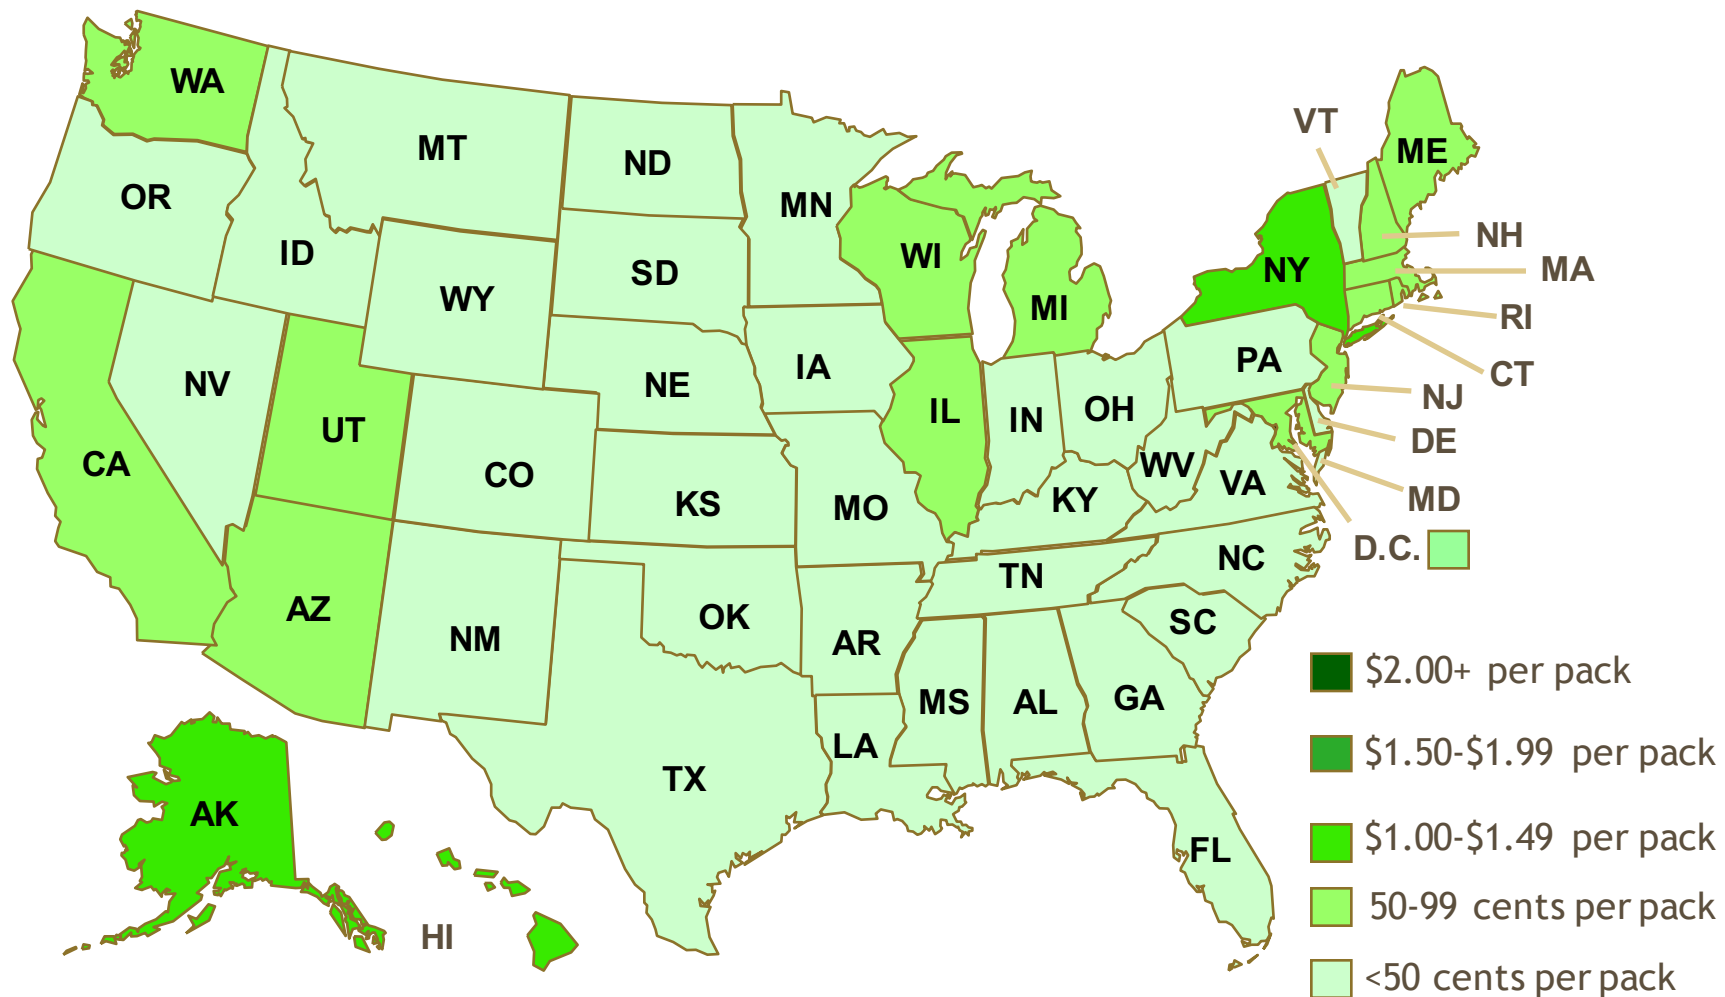 WA
MT
ND
MN
VT
ME
OR
ID
SD
WI
MI
NY
NH
MA
WY
RI
NV
UT
NE
IA
IL
IN
OH
PA
CT
NJ
DE
CA
CO
KS
MO
KY
WV
VA
MD
D.C.
AZ
NM
OK
AR
TN
NC
SC
MS
AL
GA
LA
TX
FL
AK
HI
$2.00+ per pack
$1.50-$1.99 per pack
$1.00-$1.49 per pack
50-99 cents per pack
<50 cents per pack